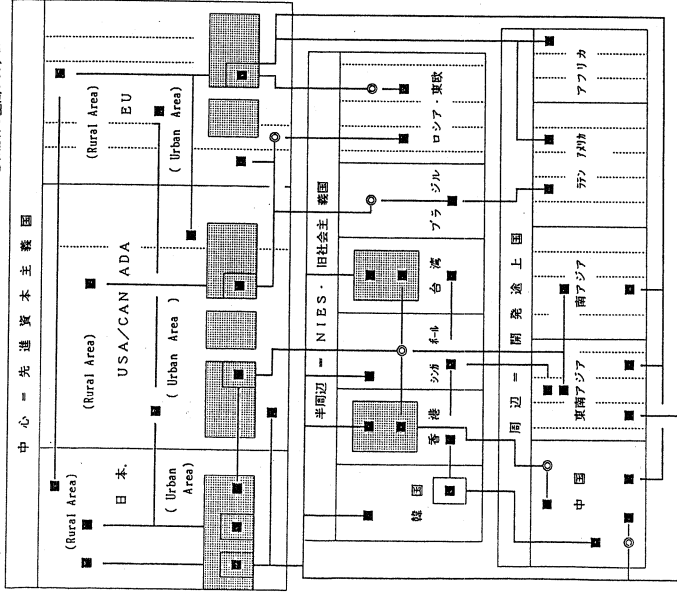 中心＝先進資本主義国
(Rural Area)
(Rural Area)
(Rural Area)
日本.
USA/CANADA
EU
( Urban Area)
( Urban Area )
( Urban Area)
半周辺＝NIES・旧社会主義国
韓国
香港
シンガポール
台湾
ブラジル
ロシア・東欧
周辺＝開発途上国
中国
東南アジア
南アジア
ラテンアメリカ
アフリカ